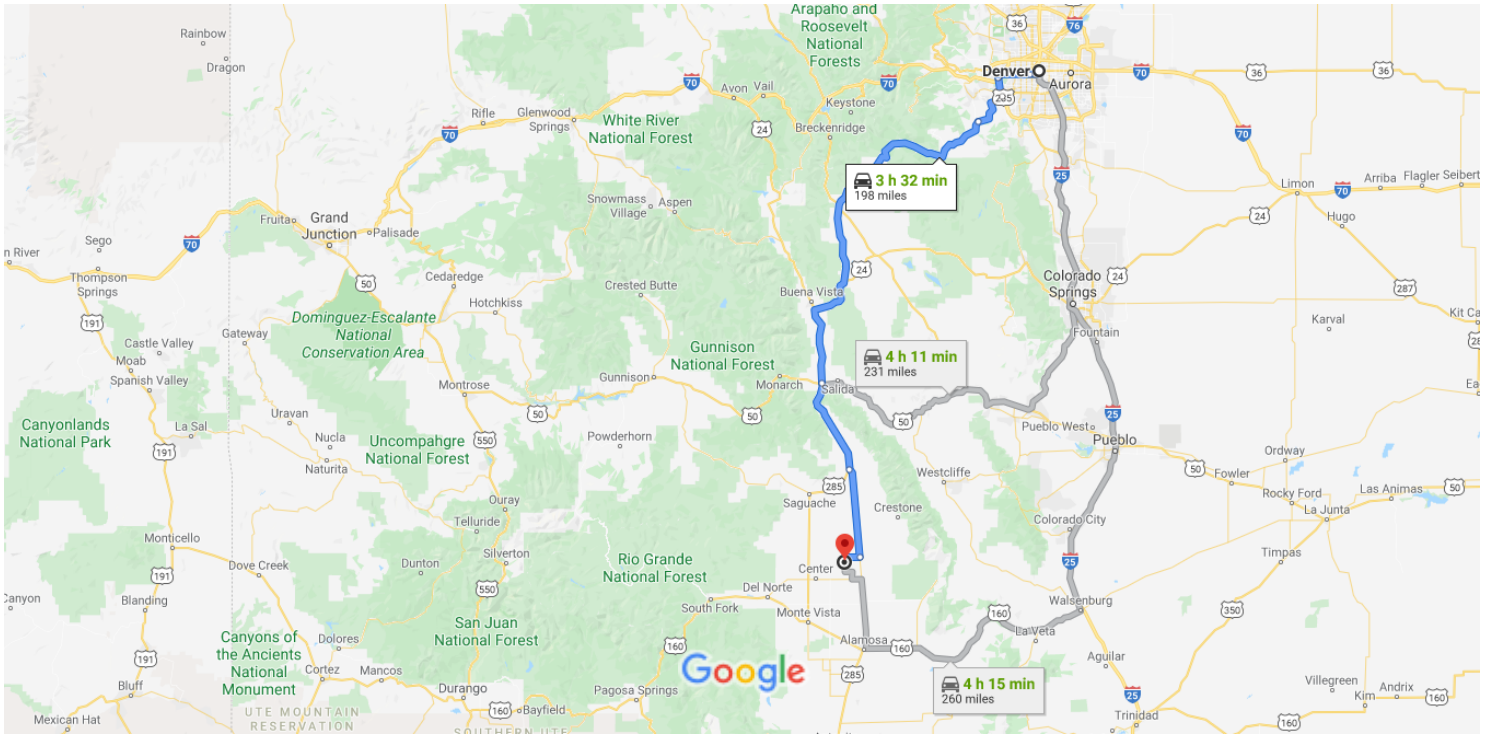 Arapaho and
Roosevelt
National
Forests
36
76
Rainbow
Dragon
Denver
70
36
36
Aurora
285
70
Avon
Vail
70
Keystone
Rifle
Glenwood
Springs
White River
National Forest
24
Breckenridge
70
70
25
3 h 32 min
198 miles
Limon
70
Arriba
Flagler
Seibert
Snowmass
Village
Aspen
24
Hugo
Fruita
Grand
Junction
Palisade
Sego
70
n River
Thompson
Springs
50
Cedaredge
24
Colorado
Springs
24
Crested Butte
Buena Vista
287
Hotchkiss
191
Dominguez-Escalante
National
Conservation Area
Gateway
Castle Valley
Moab
Spanish Valley
Fountain
Karval
Kit Ca
Gunnison
National Forest
4 h 11 min
231 miles
Montrose
Gunnison
Monarch
Salida
Ea
50
50
50
25
Uravan
Canyonlands
National Park
La Sal
Nucla
Naturita
Uncompahgre
National Forest
550
Powderhorn
Pueblo West
Pueblo
191
Ordway
50
Fowler
Westcliffe
285
Saguache
Crestone
Rocky Ford
Las Animas
50
La Junta
Ouray
Telluride
Colorado City
Monticello
Silverton
Dunton
Rio Grande
National Forest
Timpas
191
Dove Creek
Center
25
550
Del Norte
Canyon
Blanding
South Fork
Monte Vista
Walsenburg
350
160
San Juan
National Forest
La Veta
Canyons of
the Ancients
National
Monument
Dolores
160
Alamosa
160
191
Cortez
Mancos
Google
Aguilar
4 h 15 min
260 miles
Bluff
Durango
Pagosa Springs
285
25
Villegreen
Kim
Andrix
Bayfield
Mexican Hat
UTE MOUNTAIN
RESERVATION
160
Trinidad
160
SOUTHERN UTE